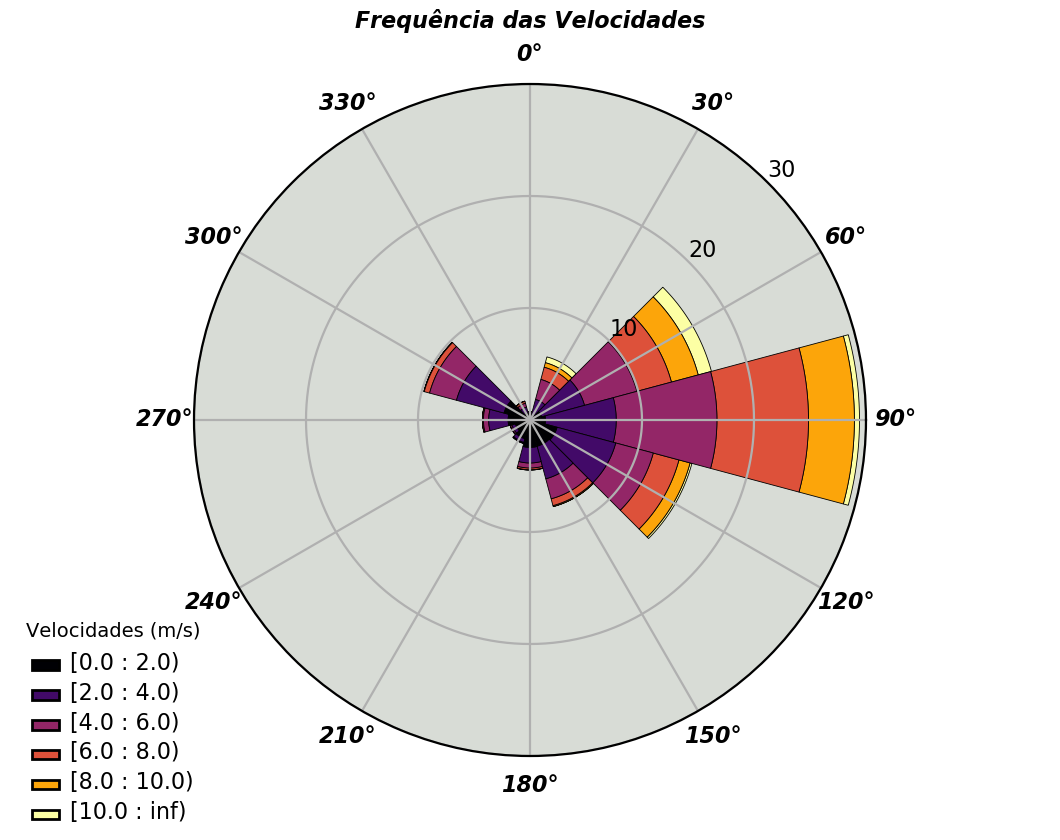 Frequência das Velocidades
0°
330°
30°
30
300°
60°
20
10
270°
90°
240°
120°
210°
150°
180°
Velocidades (m/s)
[0.0 : 2.0)
[2.0 : 4.0)
[4.0 : 6.0)
[6.0 : 8.0)
[8.0 : 10.0)
[10.0 : inf)